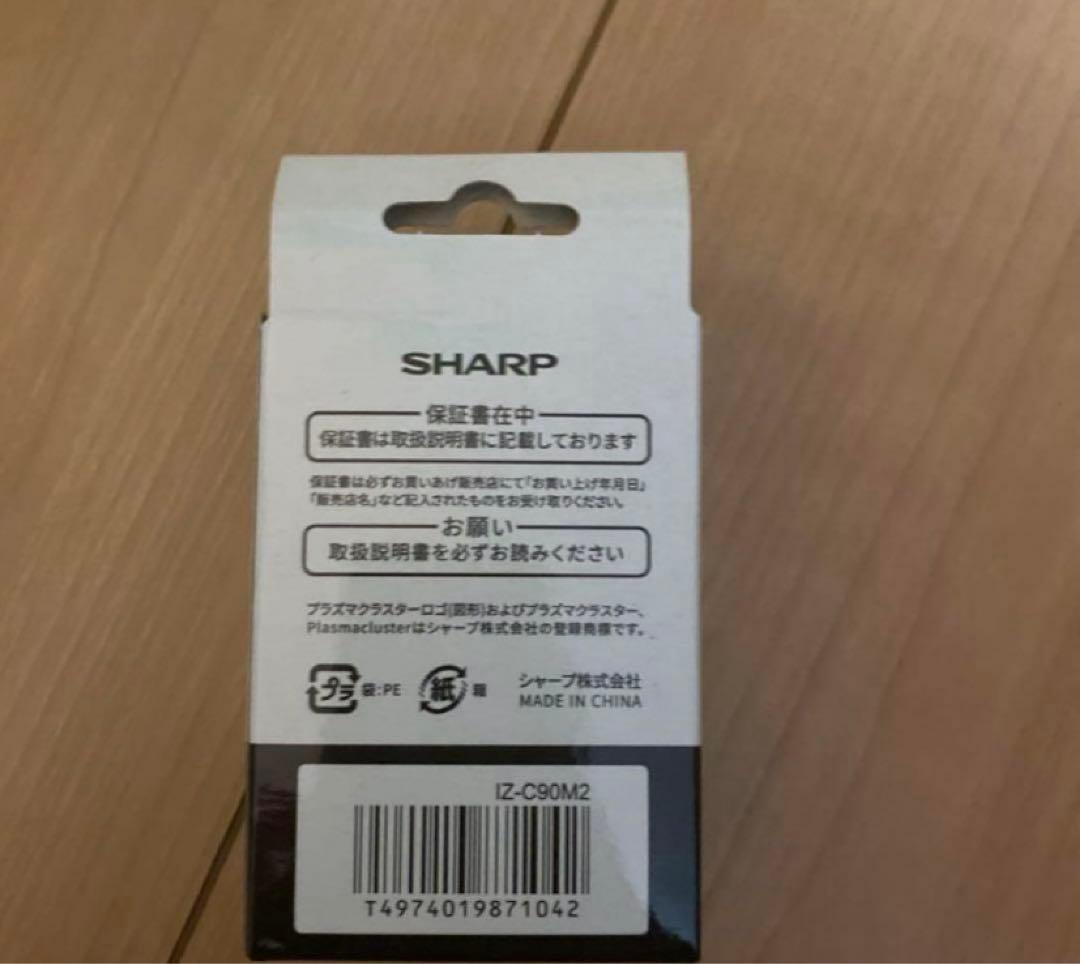 SHARP
保証書在中
保証書は取扱説明書に記載しております
保証書は必ずお買いあげ販売店にて「お買い上げ年月日」
「販売店名」など記入されたものをお受け取りください。
お願い
取扱説明書を必ずお読みください
プラズマクラスターロゴ(図形)およびプラズマクラスター、
Plasmaclusterはシャープ株式会社の登録商標です。
プラ 袋:PE 紙 箱
シャープ株式会社
MADE IN CHINA
IZ-C90M2
T4974019871042